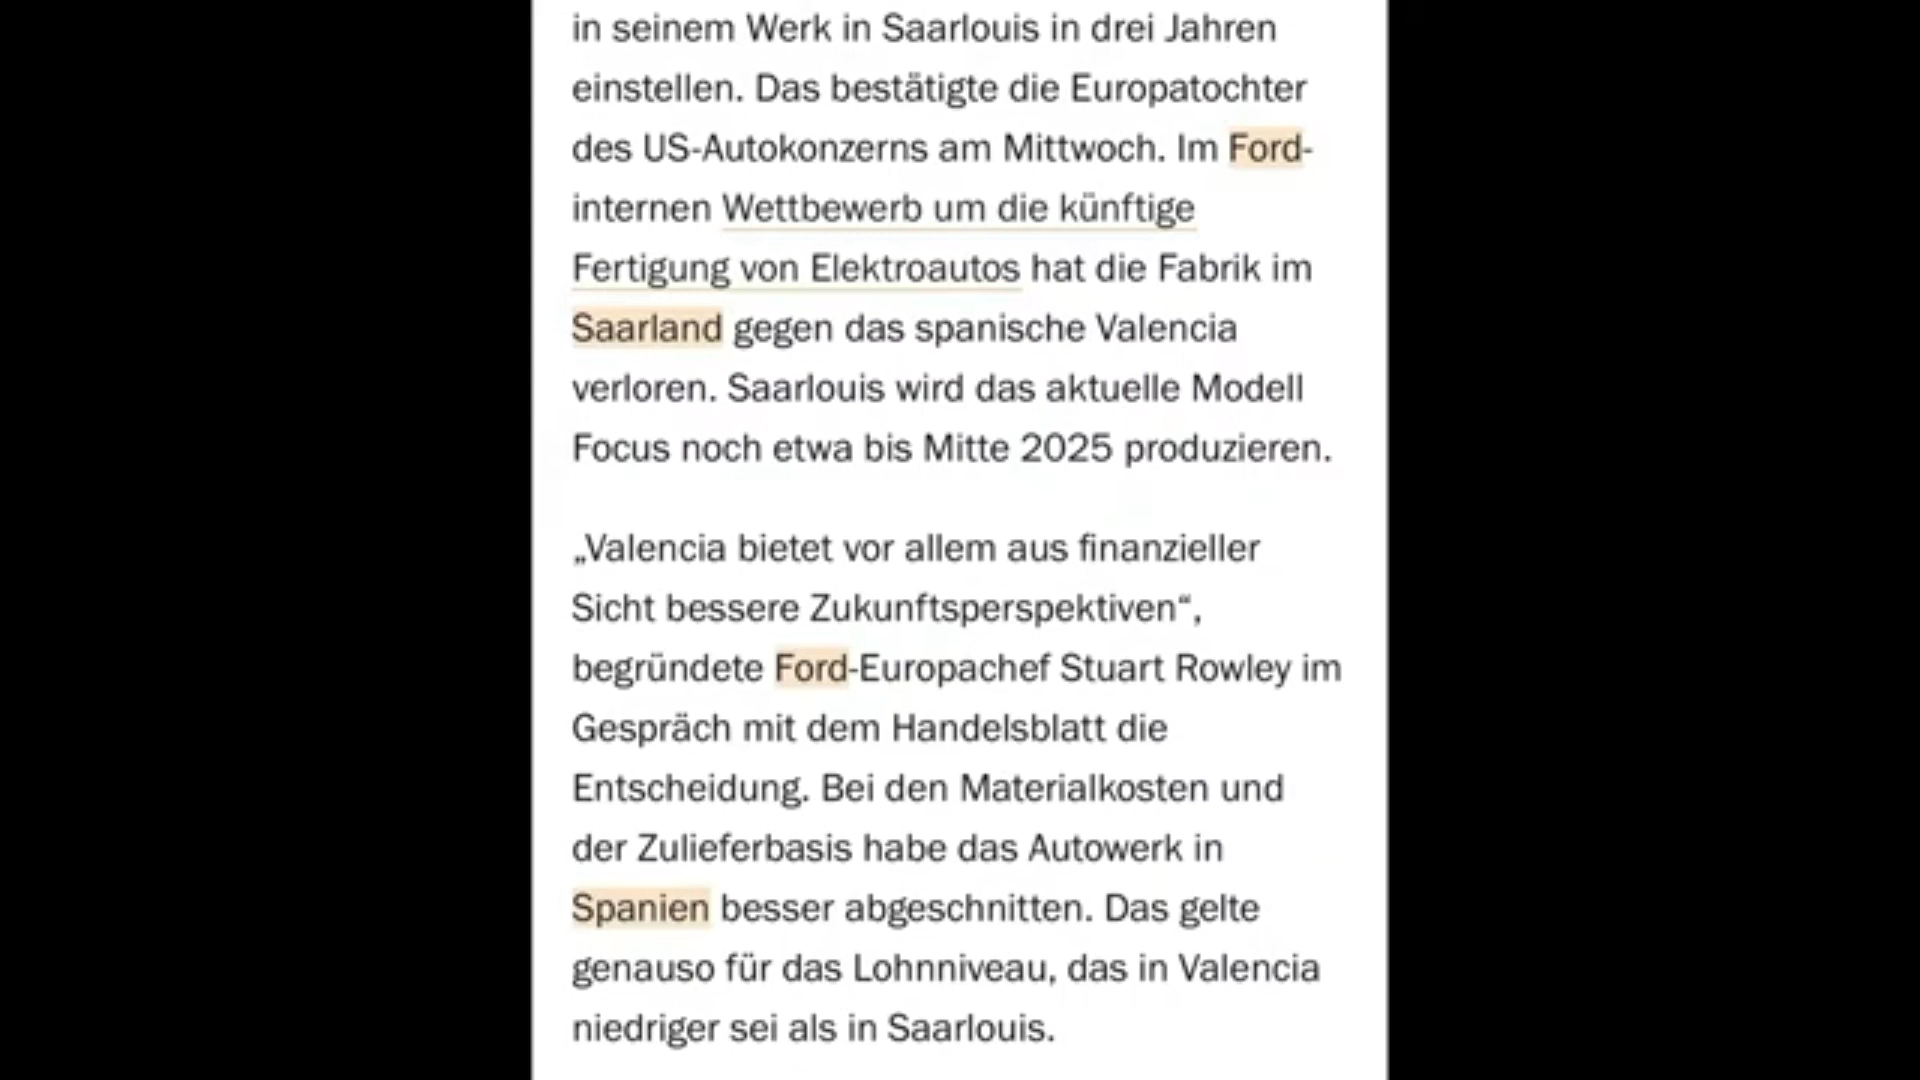 in seinem Werk in Saarlouis in drei Jahren
einstellen. Das bestätigte die Europatochter
des US-Autokonzerns am Mittwoch. Im Ford-
internen Wettbewerb um die künftige
Fertigung von Elektroautos hat die Fabrik im
Saarland gegen das spanische Valencia
verloren. Saarlouis wird das aktuelle Modell
Focus noch etwa bis Mitte 2025 produzieren.
„Valencia bietet vor allem aus finanzieller
Sicht bessere Zukunftsperspektiven“,
begründete Ford-Europachef Stuart Rowley im
Gespräch mit dem Handelsblatt die
Entscheidung. Bei den Materialkosten und
der Zulieferbasis habe das Autowerk in
Spanien besser abgeschnitten. Das gelte
genauso für das Lohnniveau, das in Valencia
niedriger sei als in Saarlouis.